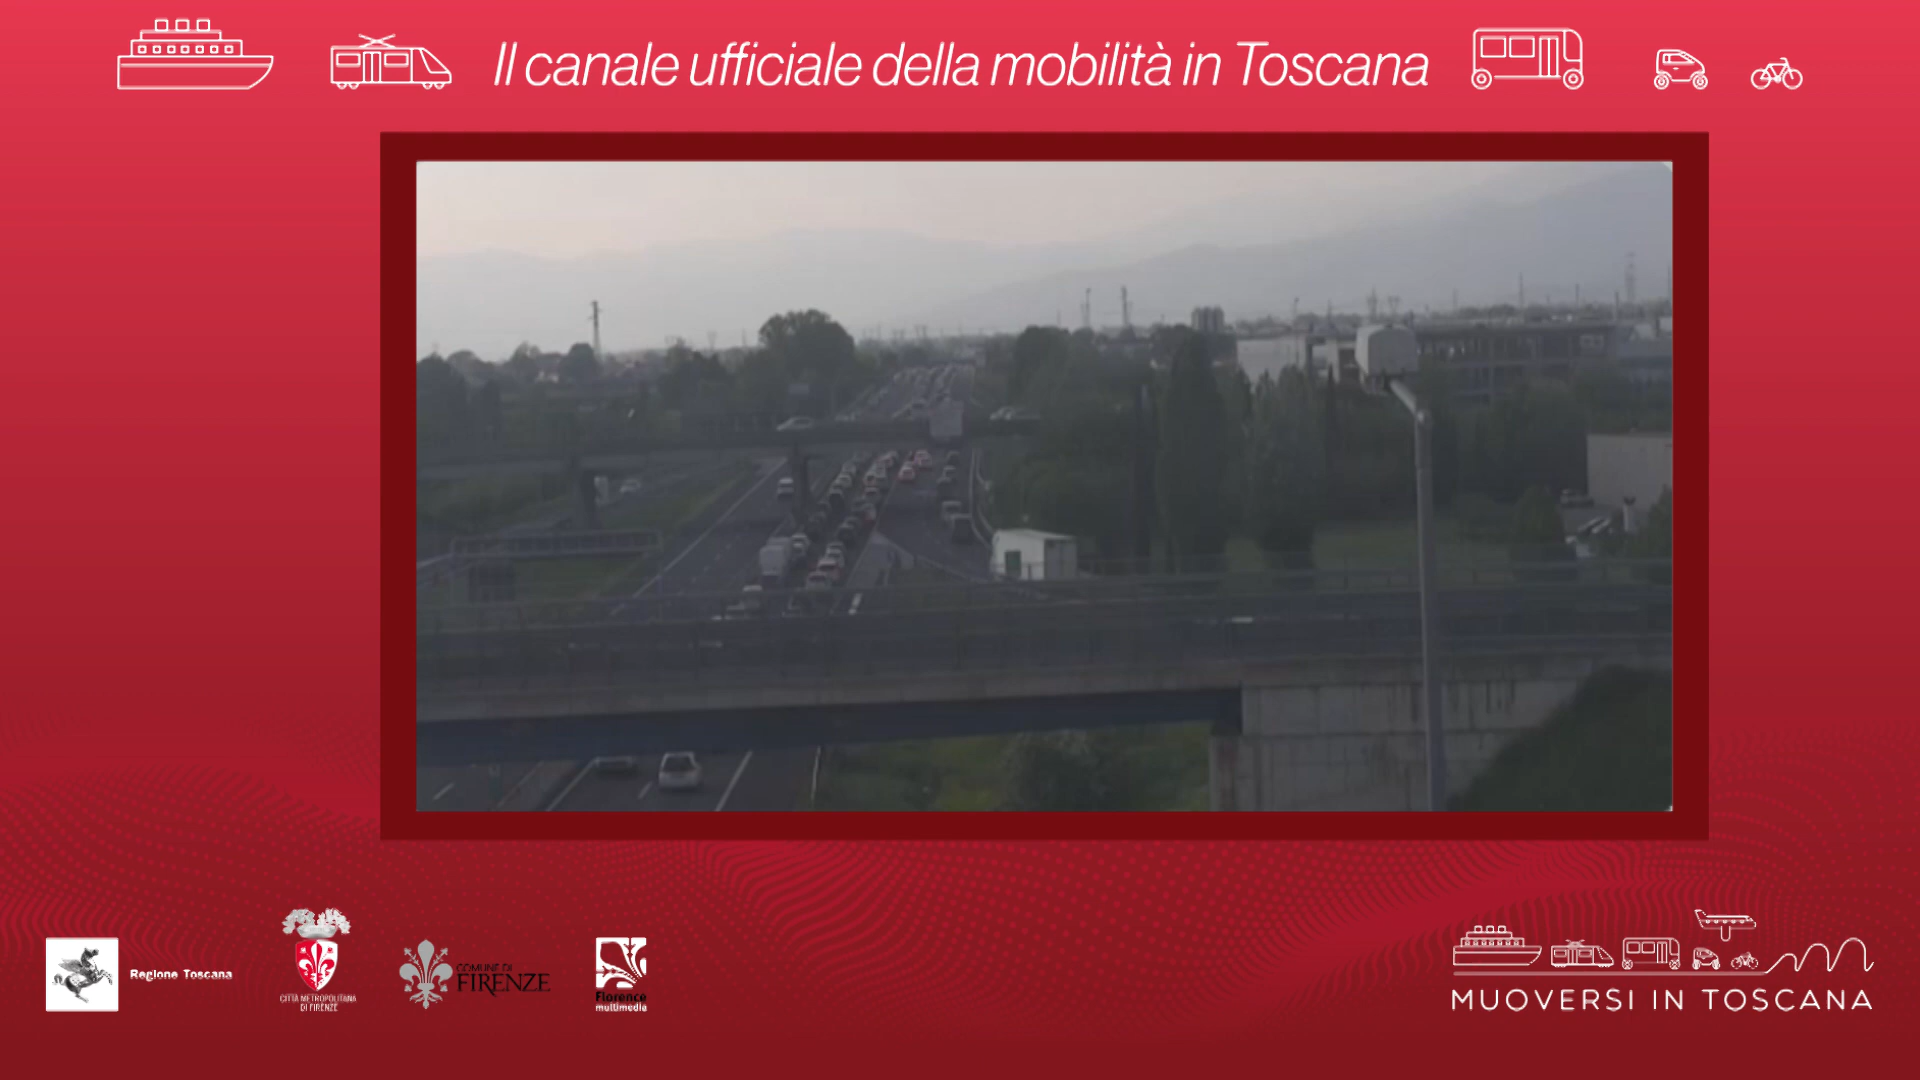 Il canale ufficiale della mobilità in Toscana
Regione Toscana
CITTÀ METROPOLITANA
DI FIRENZE
COMUNE DI
FIRENZE
Florence
multimedia
MUOVERSI IN TOSCANA